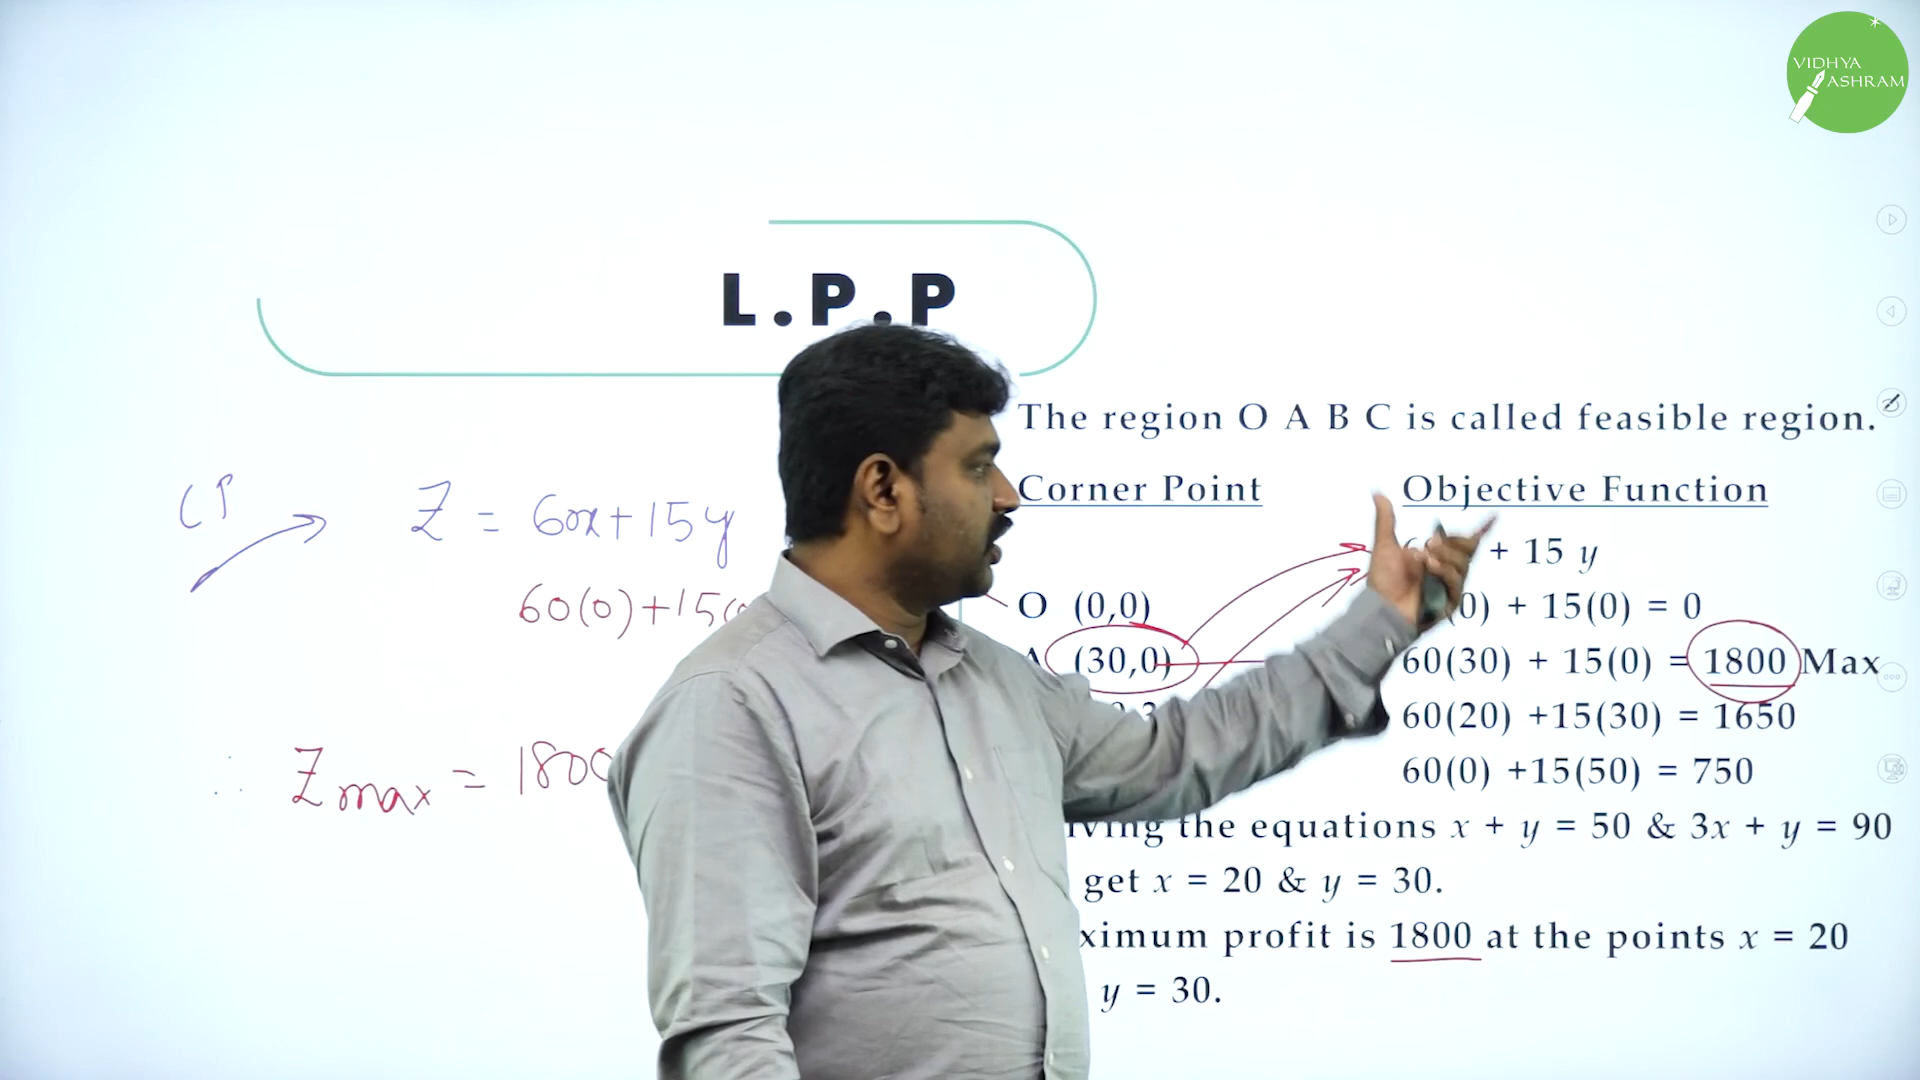 VIDHYA
ASHRAM
L.P.P
The region O A B C is called feasible region.
Corner Point
Objective Function
+ 15 y
O (0,0)
(0) + 15(0) = 0
(30,0)
60(30) + 15(0) = 1800 Max
60(20) +15(30) = 1650
60(0) +15(50) = 750
the equations x + y = 50 & 3x + y = 90
get x = 20 & y = 30.
ximum profit is 1800 at the points x = 20
y = 30.
Z = 60x + 15y
60(0)+15(
∴ Zmax = 1800